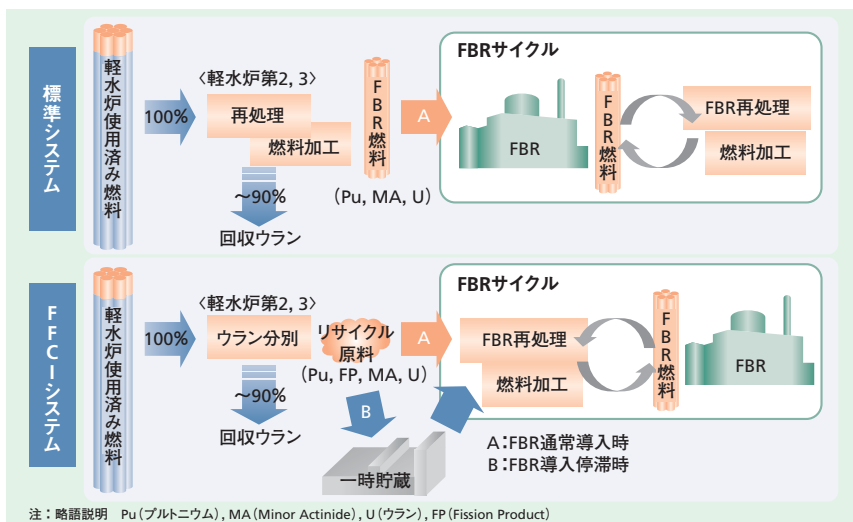 標準システム
軽水炉使用済み燃料
100%
〈軽水炉第2, 3〉
再処理
燃料加工
～90%
回収ウラン
FBR燃料
(Pu, MA, U)
A
FBRサイクル
FBR
FBR燃料
FBR再処理
燃料加工
FFCIシステム
軽水炉使用済み燃料
100%
〈軽水炉第2, 3〉
ウラン分別
～90%
回収ウラン
リサイクル
原料
(Pu, FP, MA, U)
A
B
一時貯蔵
FBRサイクル
FBR再処理
燃料加工
FBR燃料
FBR
A：FBR通常導入時
B：FBR導入停滞時
注：略語説明　Pu（プルトニウム）, MA（Minor Actinide）, U（ウラン）, FP（Fission Product）